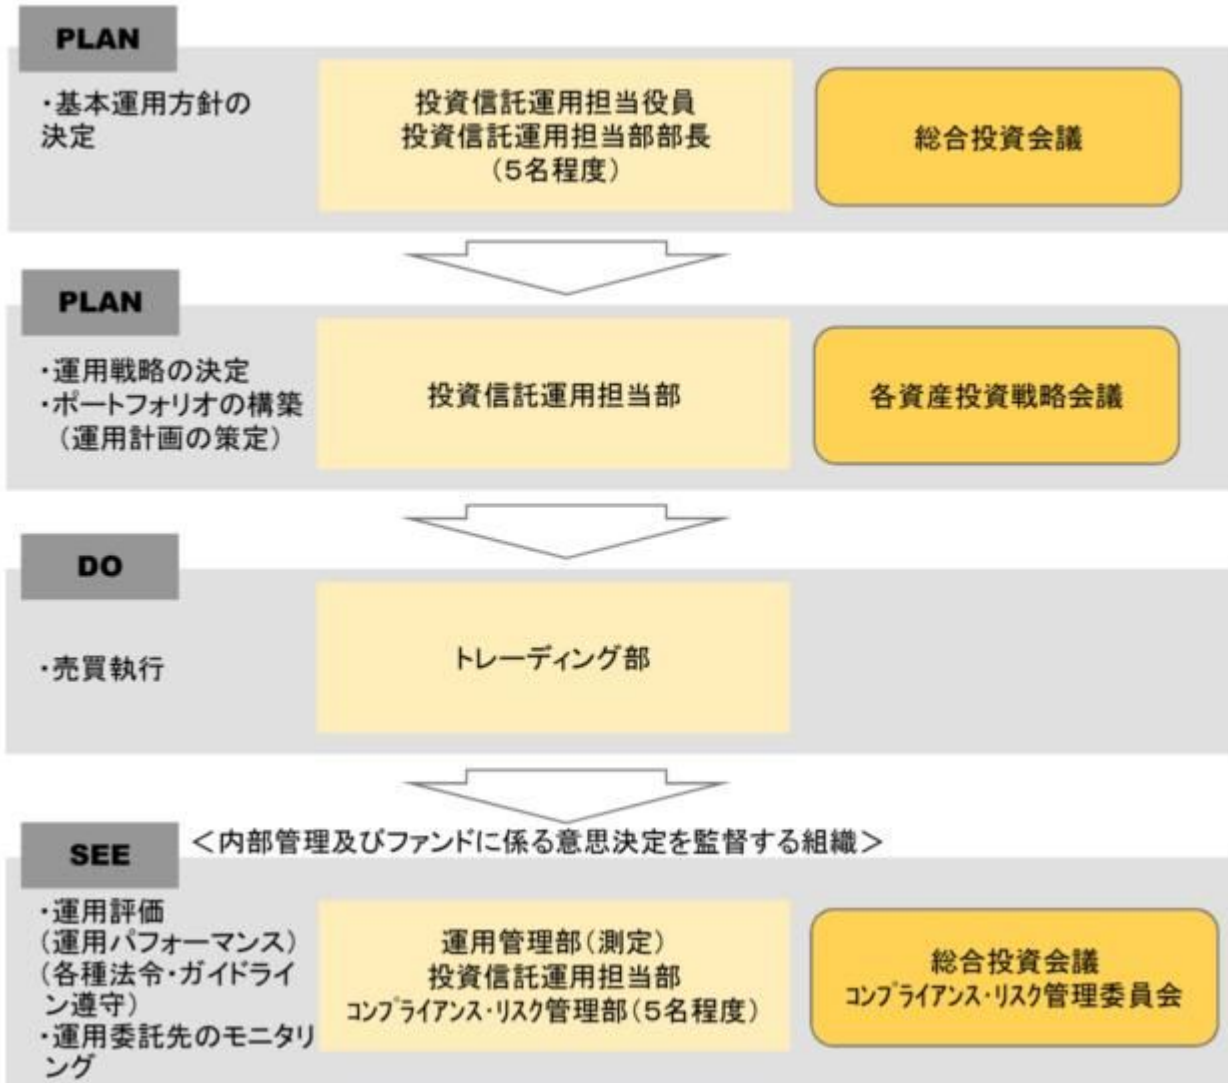 PLAN
・基本運用方針の
決定
投資信託運用担当役員
投資信託運用担当部部長
(5名程度)
総合投資会議
PLAN
・運用戦略の決定
・ポートフォリオの構築
(運用計画の策定)
投資信託運用担当部
各資産投資戦略会議
DO
・売買執行
トレーディング部
SEE
＜内部管理及びファンドに係る意思決定を監督する組織＞
・運用評価
(運用パフォーマンス)
(各種法令・ガイドライ
ン遵守)
・運用委託先のモニタリ
ング
運用管理部(測定)
投資信託運用担当部
ｺﾝﾌﾟﾗｲｱﾝｽ・ﾘｽｸ管理部(5名程度)
総合投資会議
ｺﾝﾌﾟﾗｲｱﾝｽ・ﾘｽｸ管理委員会